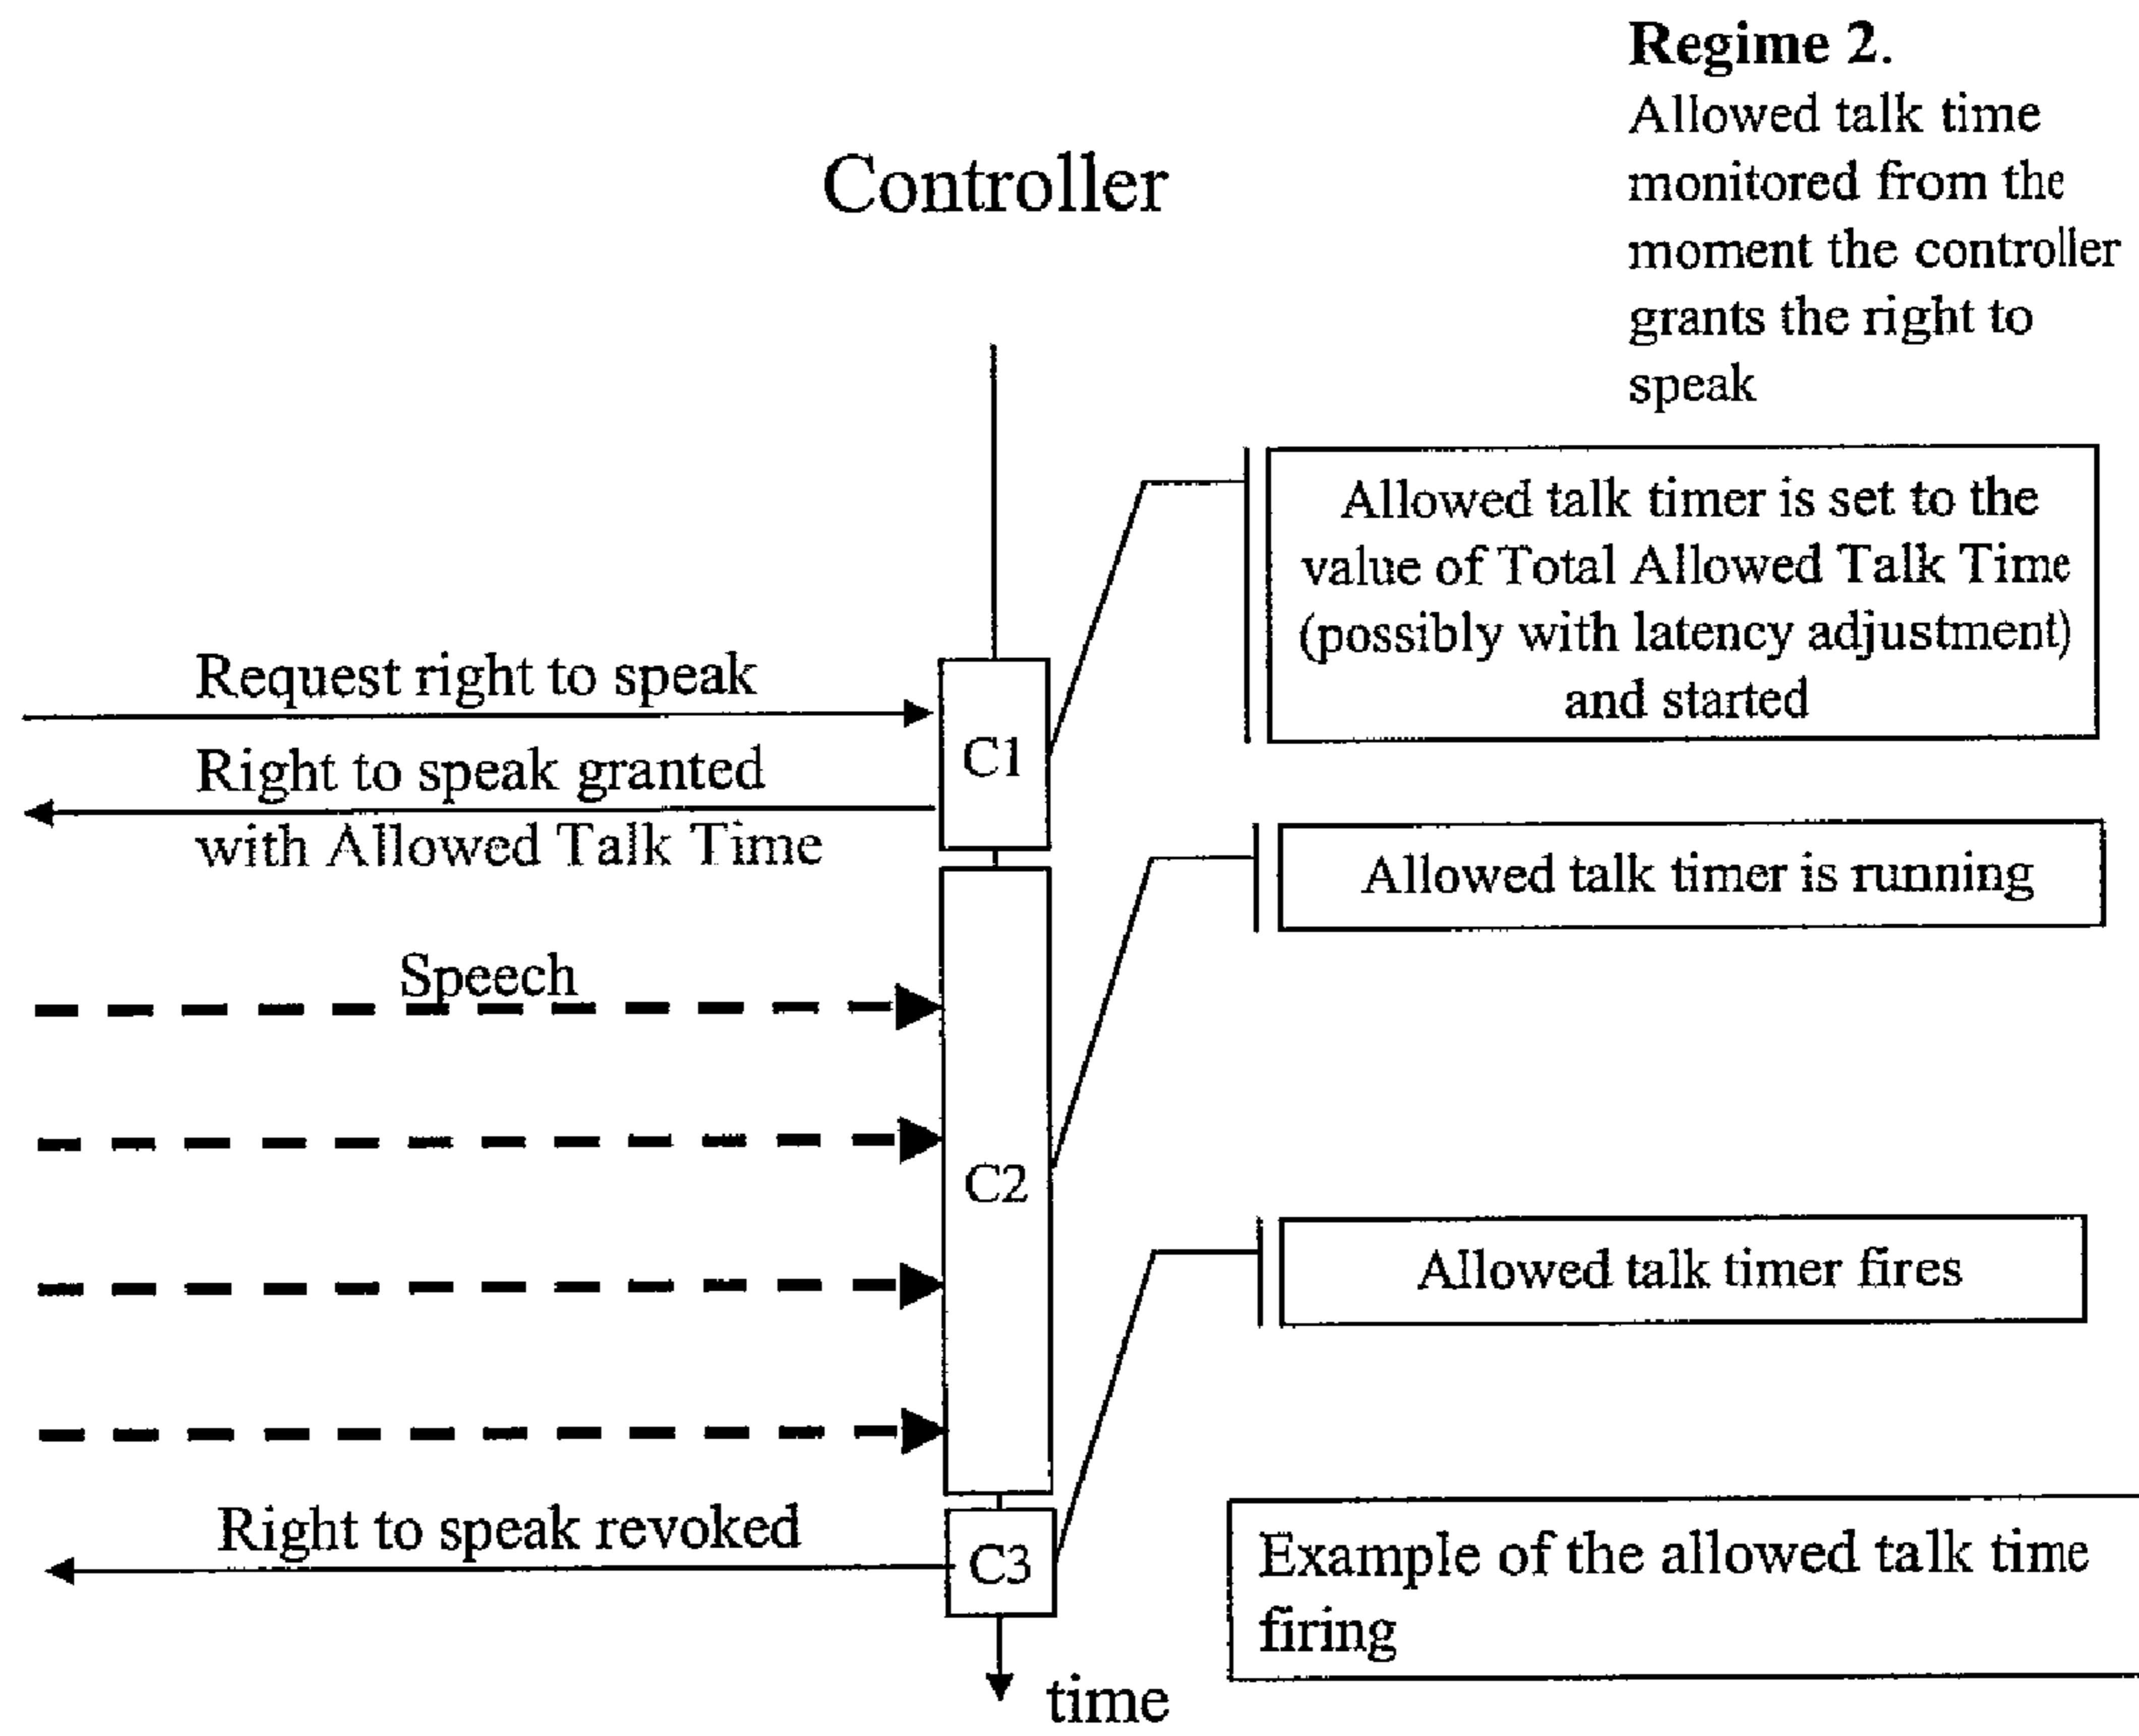 Regime 2.
Allowed talk time
monitored from the
moment the controller
grants the right to
speak
Controller
Allowed talk timer is set to the
value of Total Allowed Talk Time
(possibly with latency adjustment)
and started
Request right to speak
C1
Right to speak granted
with Allowed Talk Time
Allowed talk timer is running
Speech
C2
Allowed talk timer fires
Right to speak revoked
C3
Example of the allowed talk time
firing
time